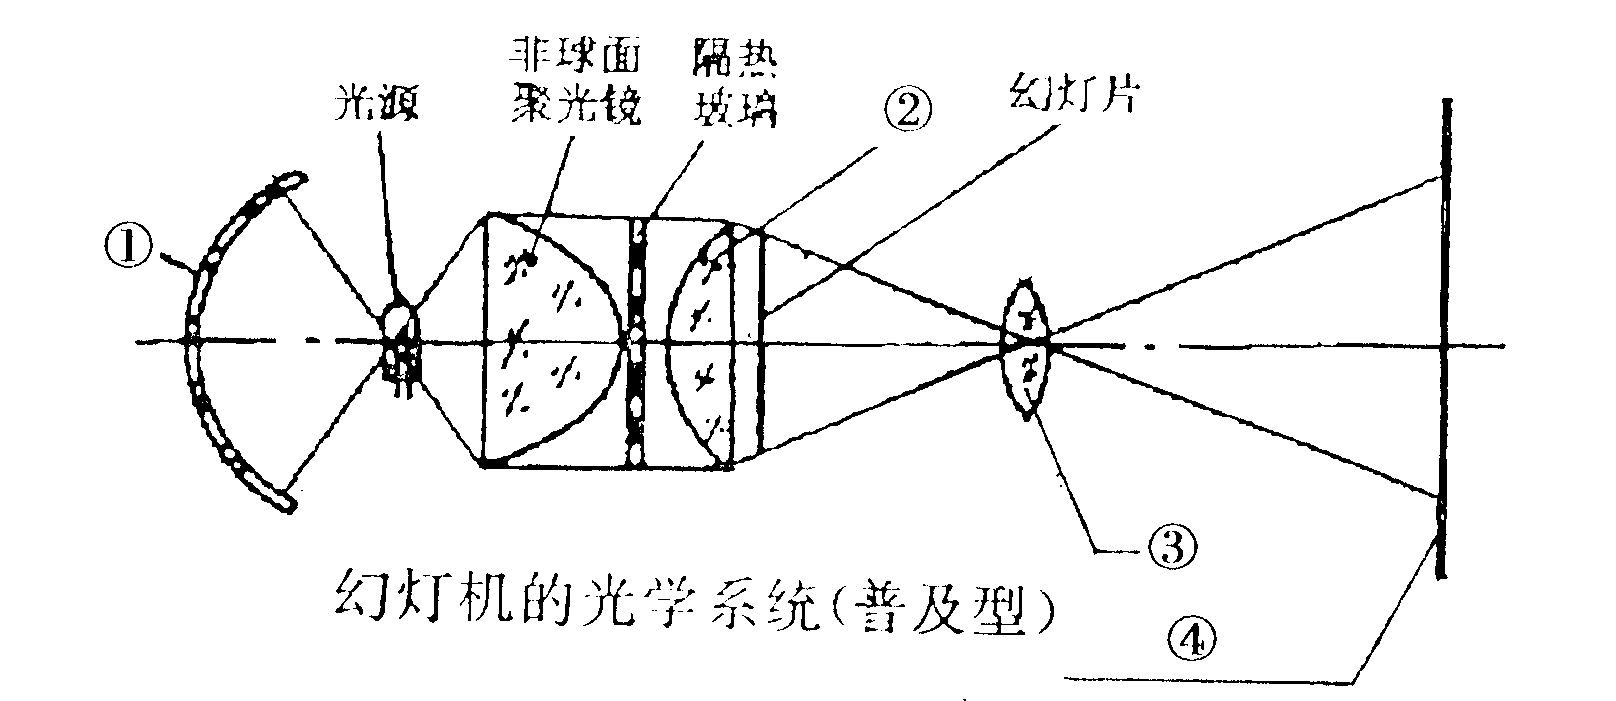 光源
非球面
聚光镜
隔热
玻璃
②
幻灯片
①
③
幻灯机的光学系统(普及型)
④